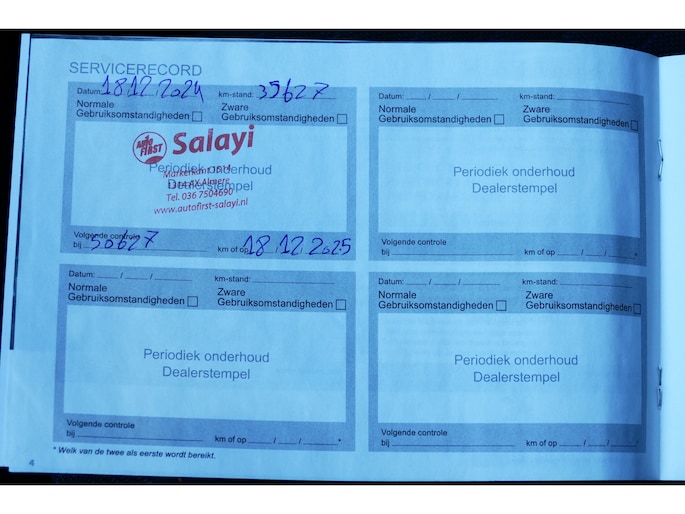 SERVICERECORD
Datum: 18/12/2024 km-stand: 35627
Normale Gebruiksomstandigheden
Zware Gebruiksomstandigheden
Auto FIRST Salayi
Periodiek onderhoud
Dealerstempel
Tel. 036 7504690
www.autofirst-salayi.nl
Volgende controle
bij 50627 km of op 18/12/2025
Datum: / / km-stand:
Normale Gebruiksomstandigheden
Zware Gebruiksomstandigheden
Periodiek onderhoud
Dealerstempel
Volgende controle
bij km of op / / *
Datum: / / km-stand:
Normale Gebruiksomstandigheden
Zware Gebruiksomstandigheden
Periodiek onderhoud
Dealerstempel
Volgende controle
bij km of op / / *
Datum: / / km-stand:
Normale Gebruiksomstandigheden
Zware Gebruiksomstandigheden
Periodiek onderhoud
Dealerstempel
Volgende controle
bij km of op / / *
* Welk van de twee als eerste wordt bereikt.
4